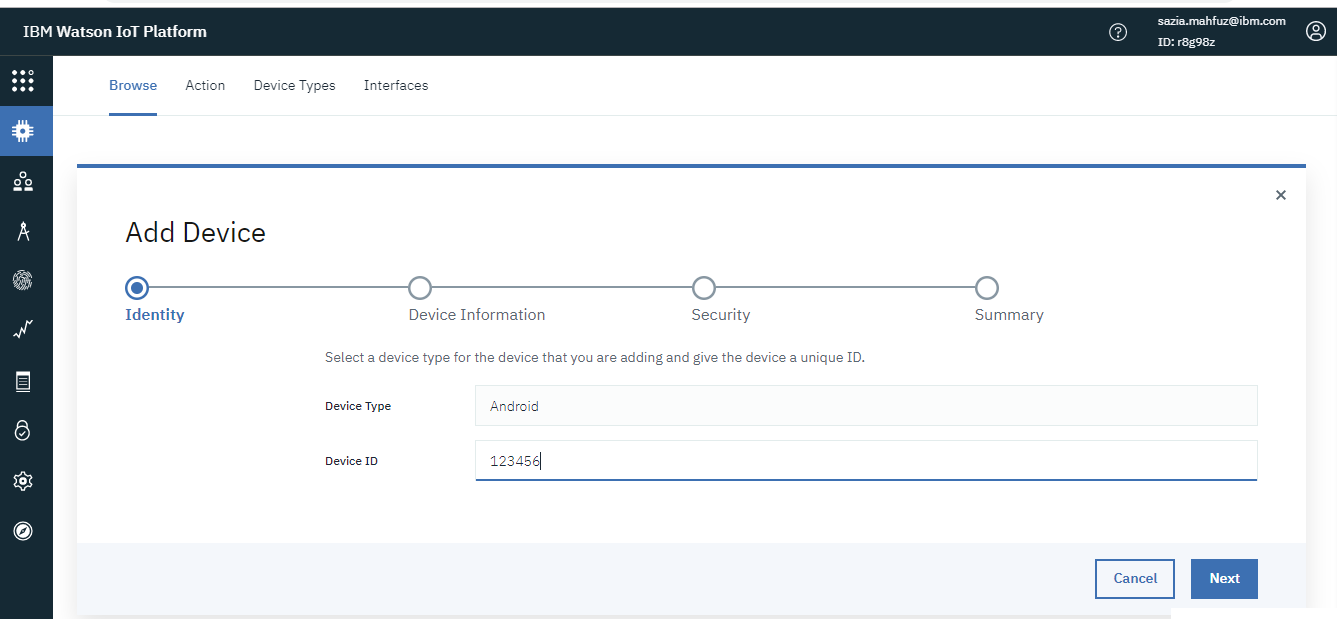 IBM Watson IoT Platform
sazia.mahfuz@ibm.com
ID: r8g98z
Browse Action Device Types Interfaces
Add Device
Identity Device Information Security Summary
Select a device type for the device that you are adding and give the device a unique ID.
Device Type Android
Device ID 123456
Cancel Next